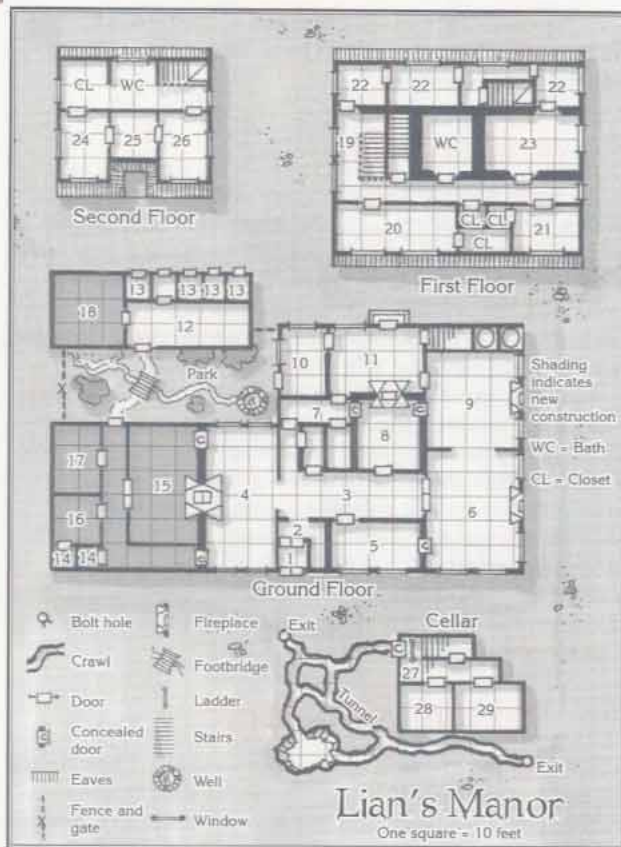 CL WC
24 25 26
Second Floor
22 22 22
19 WC 23
20 CL CL 21
CL
First Floor
13 13 13 13
18 12
Park
10 11
Shading
indicates
new
construction
WC = Bath
CL = Closet
7 9
C C
C 8
17 15 4 3 6
16 2
14 14 C 1 5 C
Ground Floor
Bolt hole
Fireplace
Crawl
Footbridge
Door
Ladder
Concealed
door
C
Stairs
Eaves
Well
Fence and
gate
Window
Exit
Cellar
C
27
Tunnel
28 29
Exit
Lian's Manor
One square = 10 feet